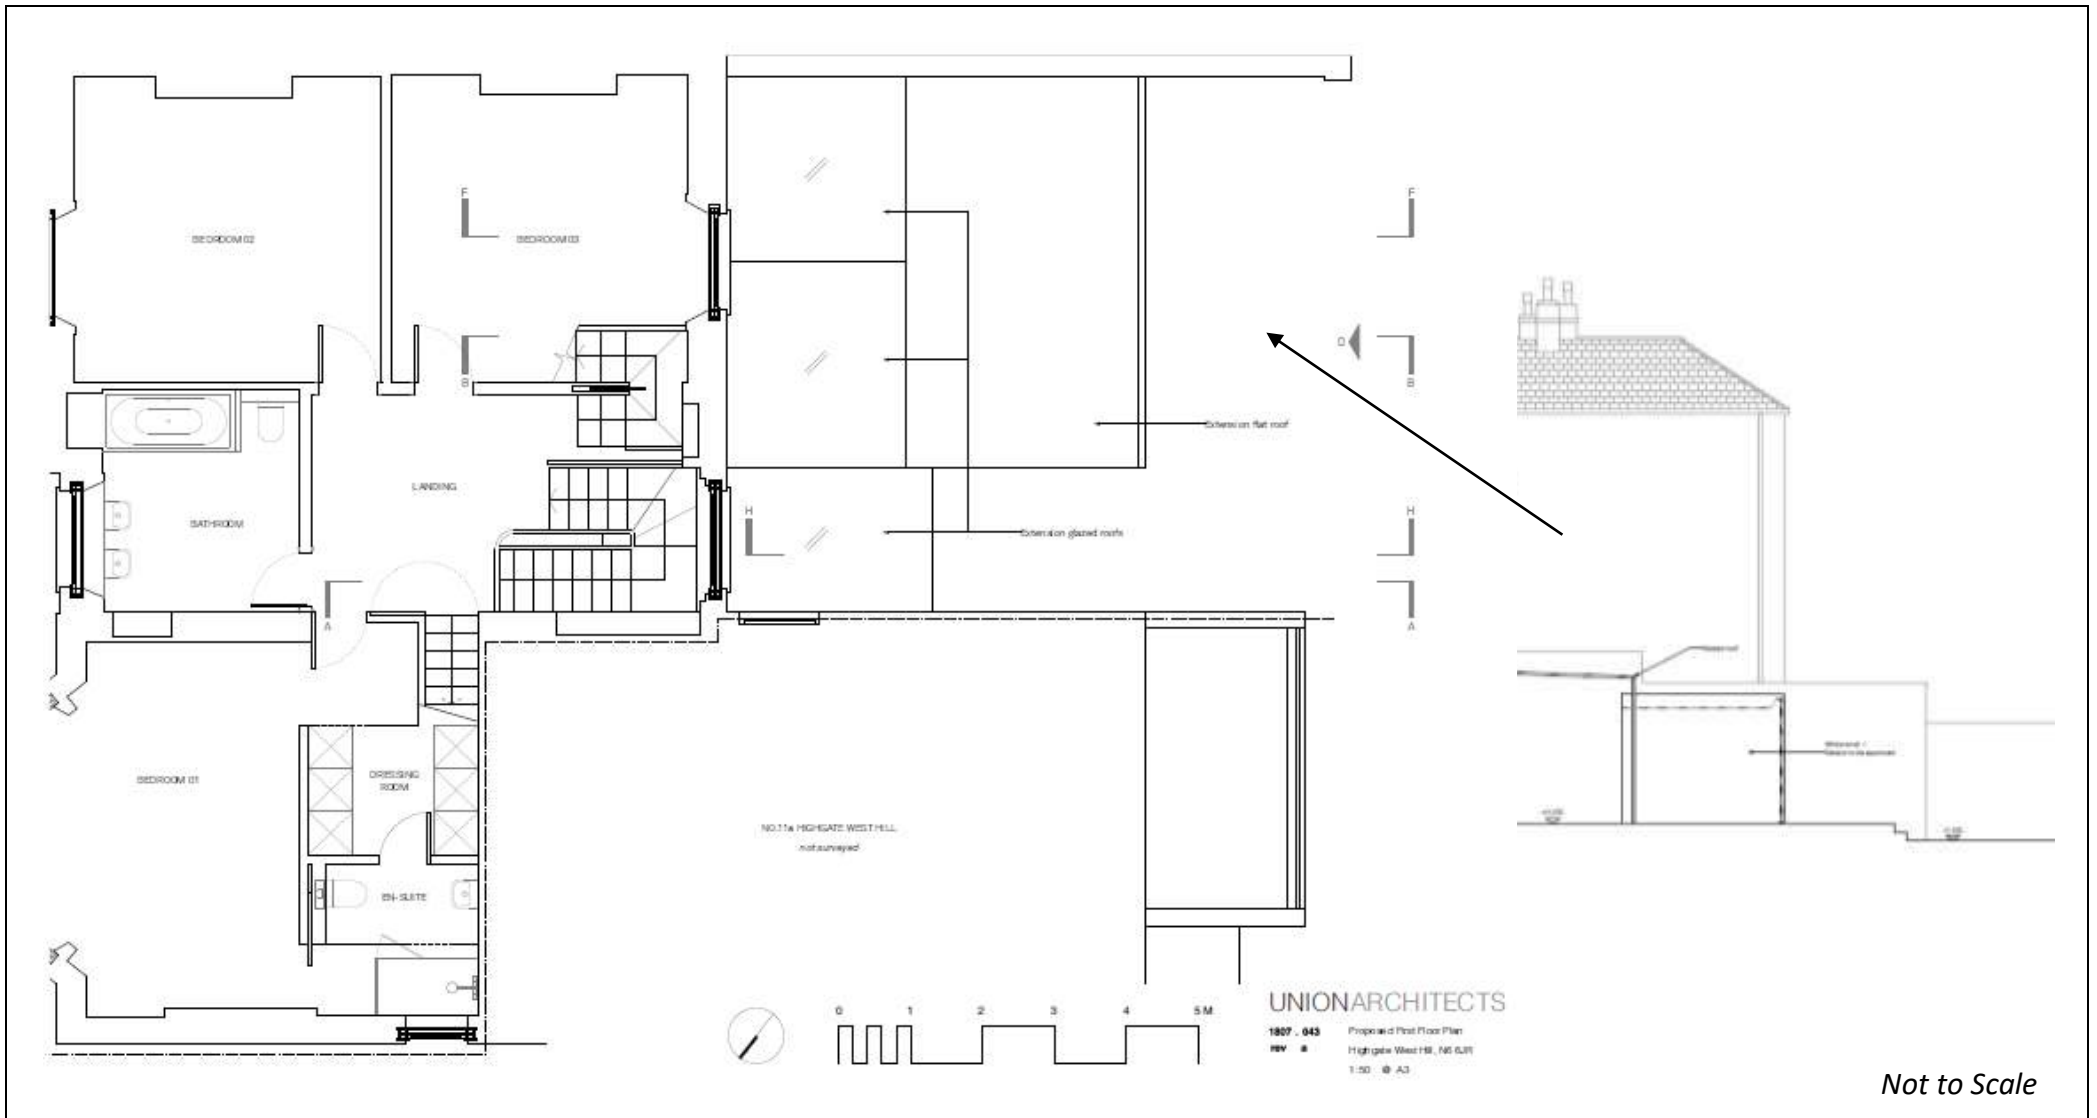 F
F
BEDROOM 02
BEDROOM 03
D
B
B
Extension flat roof
LANDING
H
H
BATHROOM
Extension glazed roofs
A
A
BEDROOM 01
DRESSING
ROOM
NO.11a HIGHGATE WEST HILL
not surveyed
EN-SUITE
0 1 2 3 4 5 M
UNIONARCHITECTS
1807 . 043 Proposed First Floor Plan
rev a Highgate West Hill, N6 6JR
1:50 @ A3
Not to Scale